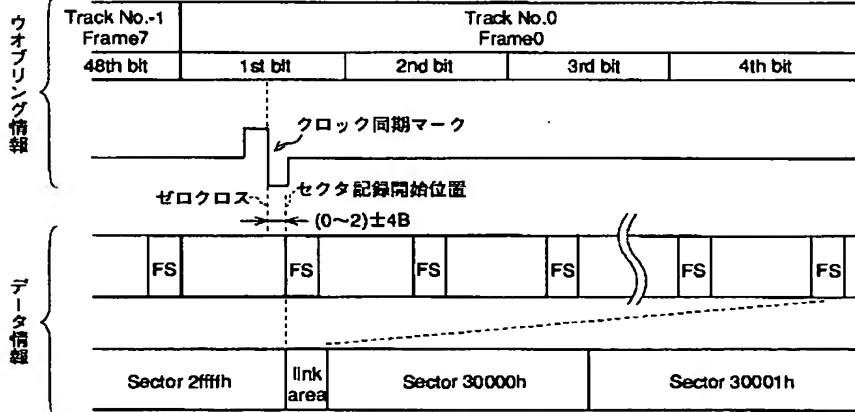 ウオブリング情報
Track No.-1
Frame7
Track No.0
Frame0
48th bit
1st bit
2nd bit
3rd bit
4th bit
クロック同期マーク
ゼロクロス
セクタ記録開始位置
(0〜2)±4B
データ情報
FS
FS
FS
FS
FS
FS
Sector 2ffffh
link
area
Sector 30000h
Sector 30001h